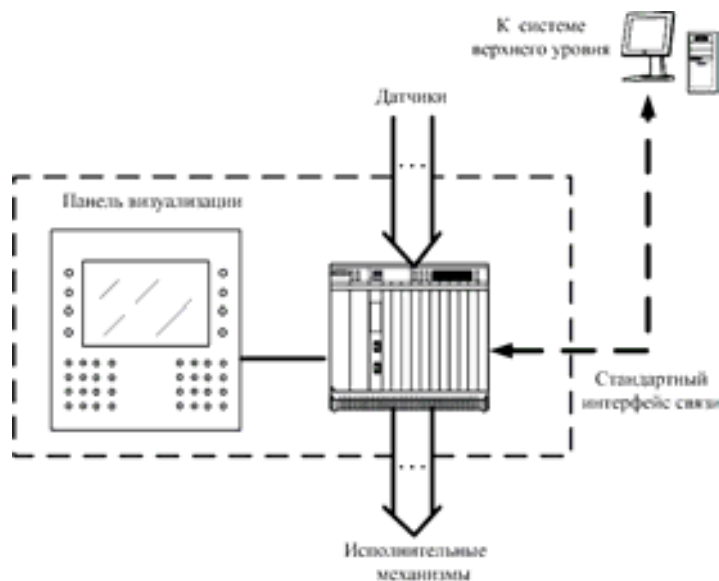 К системе
верхнего уровня
Датчики
...
Панель визуализации
Стандартный
интерфейс связи
...
Исполнительные
механизмы